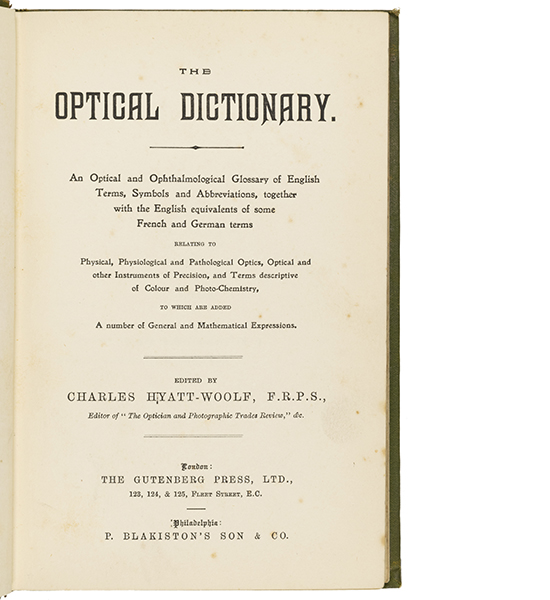 THE
OPTICAL DICTIONARY.
An Optical and Ophthalmological Glossary of English
Terms, Symbols and Abbreviations, together
with the English equivalents of some
French and German terms
RELATING TO
Physical, Physiological and Pathological Optics, Optical and
other Instruments of Precision, and Terms descriptive
of Colour and Photo-Chemistry,
TO WHICH ARE ADDED
A number of General and Mathematical Expressions.
EDITED BY
CHARLES HYATT-WOOLF, F.R.P.S.,
Editor of "The Optician and Photographic Trades Review," &c.
London:
THE GUTENBERG PRESS, LTD.,
123, 124, & 125, FLEET STREET, E.C.
Philadelphia:
P. BLAKISTON'S SON & CO.